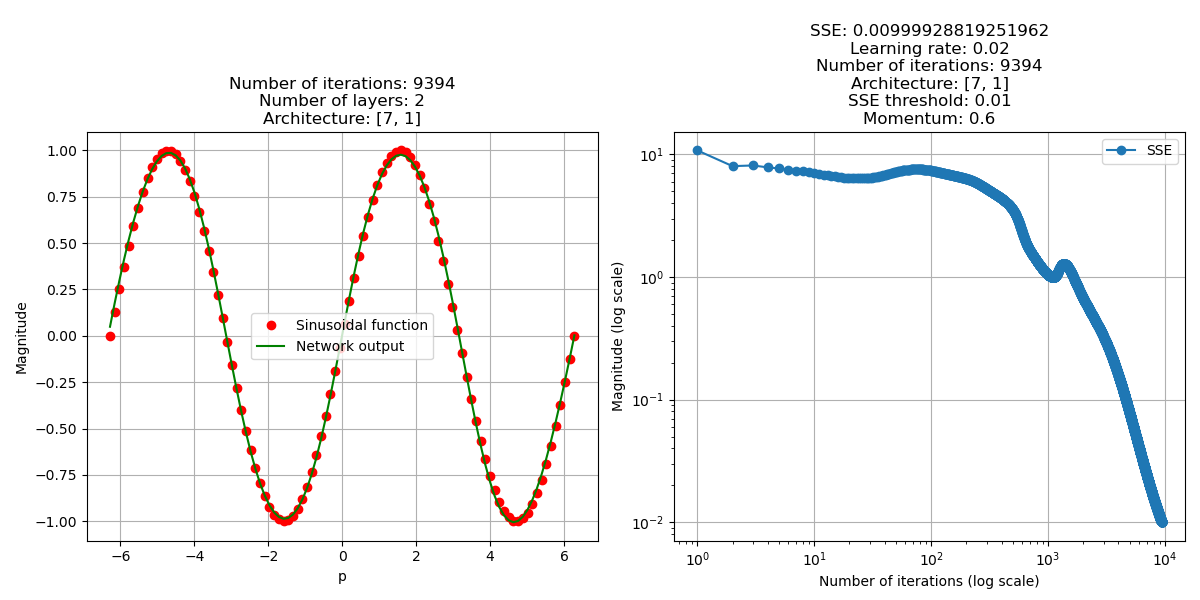 Number of iterations: 9394
Number of layers: 2
Architecture: [7, 1]
1.00
0.75
0.50
0.25
0.00
−0.25
−0.50
−0.75
−1.00
Magnitude
Sinusoidal function
Network output
−6
−4
−2
0
2
4
6
p
SSE: 0.00999928819251962
Learning rate: 0.02
Number of iterations: 9394
Architecture: [7, 1]
SSE threshold: 0.01
Momentum: 0.6
SSE
10¹
10⁰
10⁻¹
10⁻²
Magnitude (log scale)
10⁰
10¹
10²
10³
10⁴
Number of iterations (log scale)